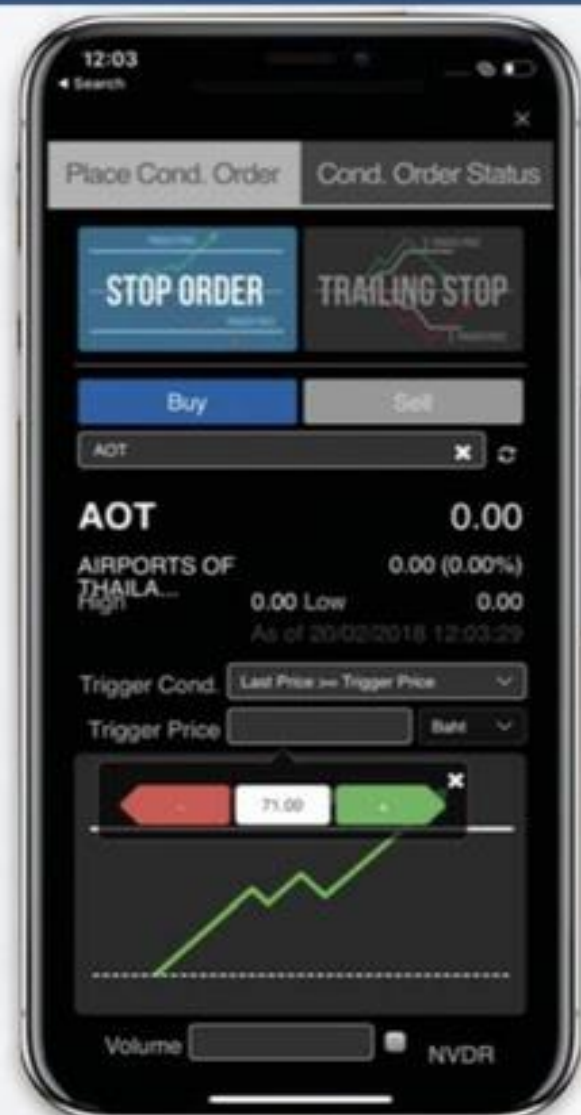 12:03
Search
Place Cond. Order Cond. Order Status
STOP ORDER TRAILING STOP
Buy Sell
AOT
AOT 0.00
AIRPORTS OF THAILA... 0.00 (0.00%)
High 0.00 Low 0.00
As of 20/02/2018 12:03:29
Trigger Cond. Last Price >= Trigger Price
Trigger Price Baht
- 71.00 +
Volume NVDR